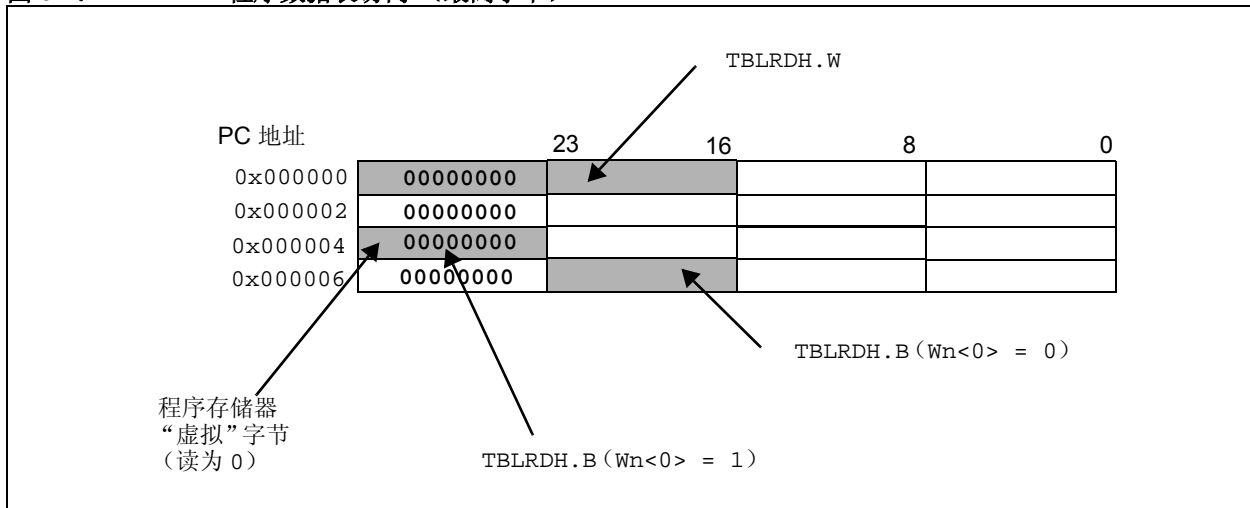 TBLRDH.W
PC 地址
23 16 8 0
0x000000 00000000
0x000002 00000000
0x000004 00000000
0x000006 00000000
TBLRDH.B(Wn<0> = 0)
程序存储器
“虚拟”字节
(读为 0)
TBLRDH.B(Wn<0> = 1)